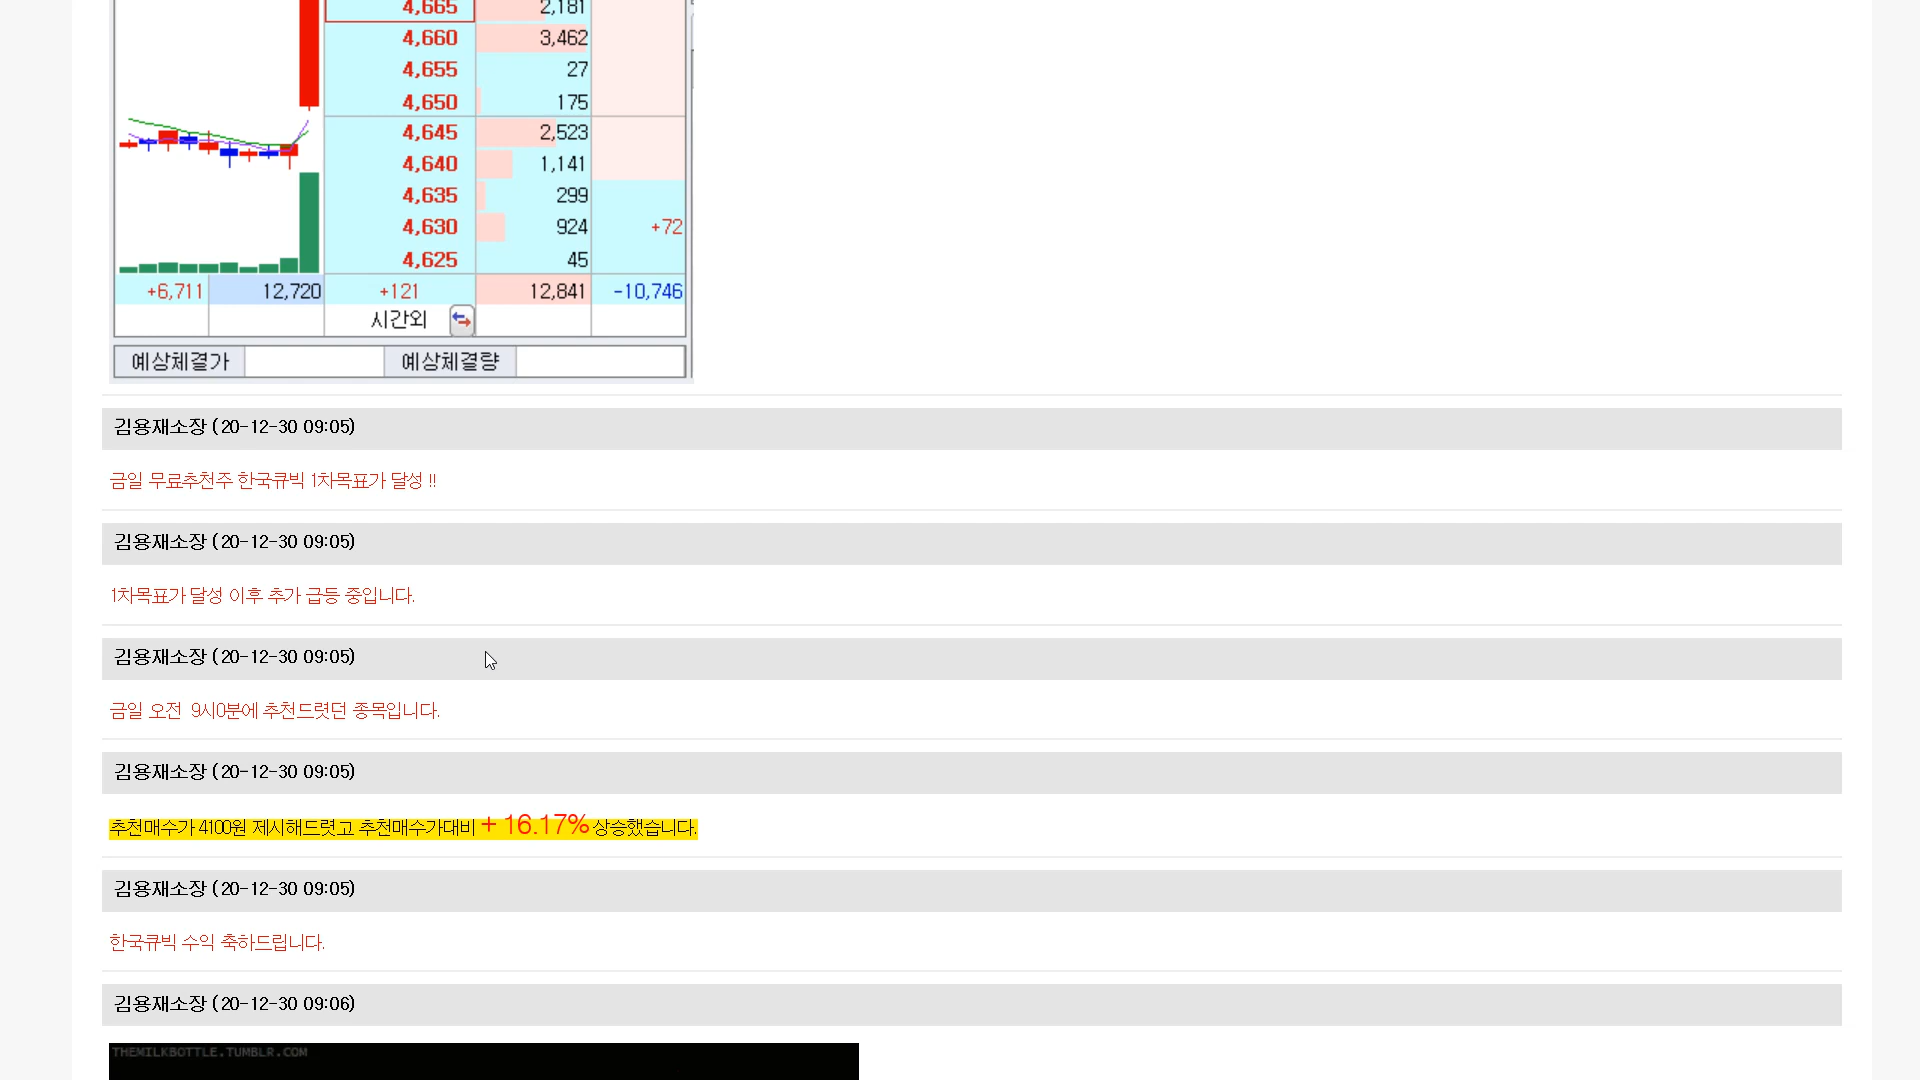 4,665 2,181
4,660 3,462
4,655 27
4,650 175
4,645 2,523
4,640 1,141
4,635 299
4,630 924 +72
4,625 45
+6,711 12,720 +121 12,841 -10,746
시간외
예상체결가 예상체결량
김용재소장 (20-12-30 09:05)
금일 무료추천주 한국큐빅 1차목표가 달성 !!
김용재소장 (20-12-30 09:05)
1차목표가 달성 이후 추가 급등 중입니다.
김용재소장 (20-12-30 09:05)
금일 오전 9시0분에 추천드렷던 종목입니다.
김용재소장 (20-12-30 09:05)
추천매수가 4100원 제시해드렷고 추천매수가대비 + 16.17% 상승했습니다.
김용재소장 (20-12-30 09:05)
한국큐빅 수익 축하드립니다.
김용재소장 (20-12-30 09:06)
THEMILKBOTTLE.TUMBLR.COM